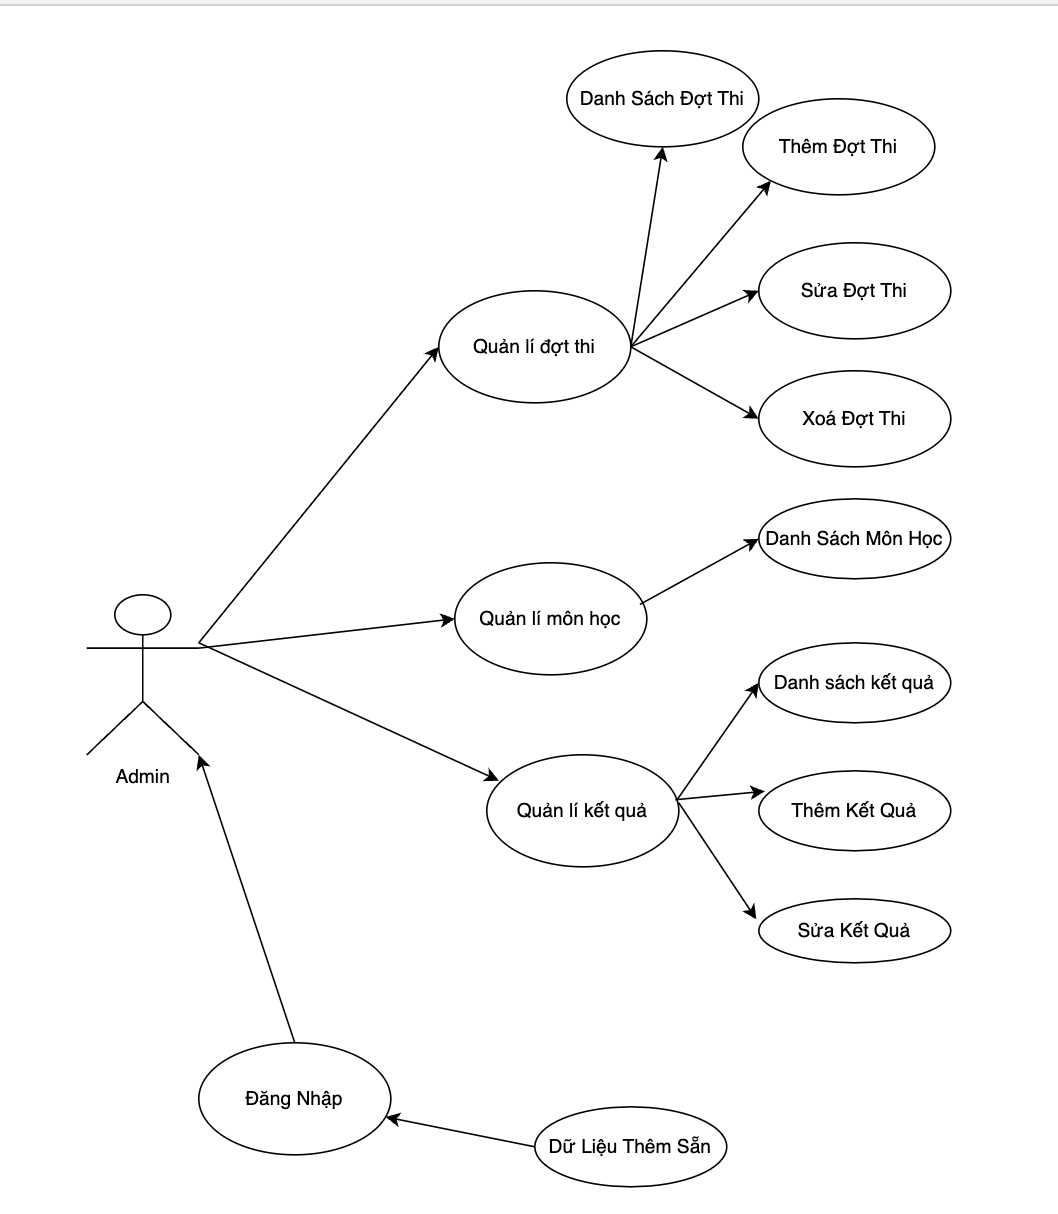 Danh Sách Đợt Thi
Thêm Đợt Thi
Sửa Đợt Thi
Quản lí đợt thi
Xoá Đợt Thi
Danh Sách Môn Học
Quản lí môn học
Danh sách kết quả
Admin
Quản lí kết quả
Thêm Kết Quả
Sửa Kết Quả
Đăng Nhập
Dữ Liệu Thêm Sẵn